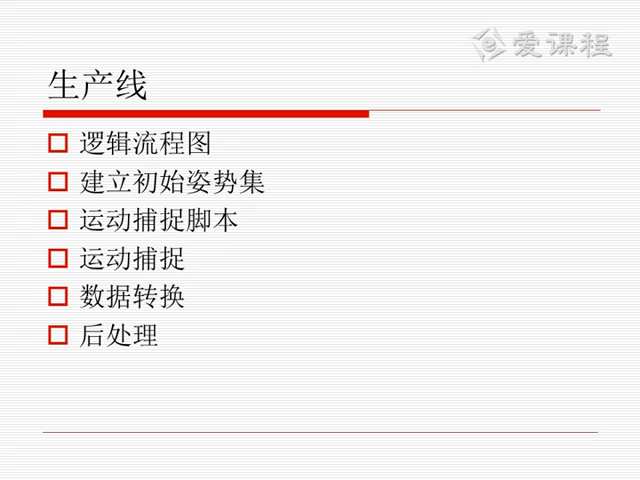 爱课程
生产线
逻辑流程图
建立初始姿势集
运动捕捉脚本
运动捕捉
数据转换
后处理